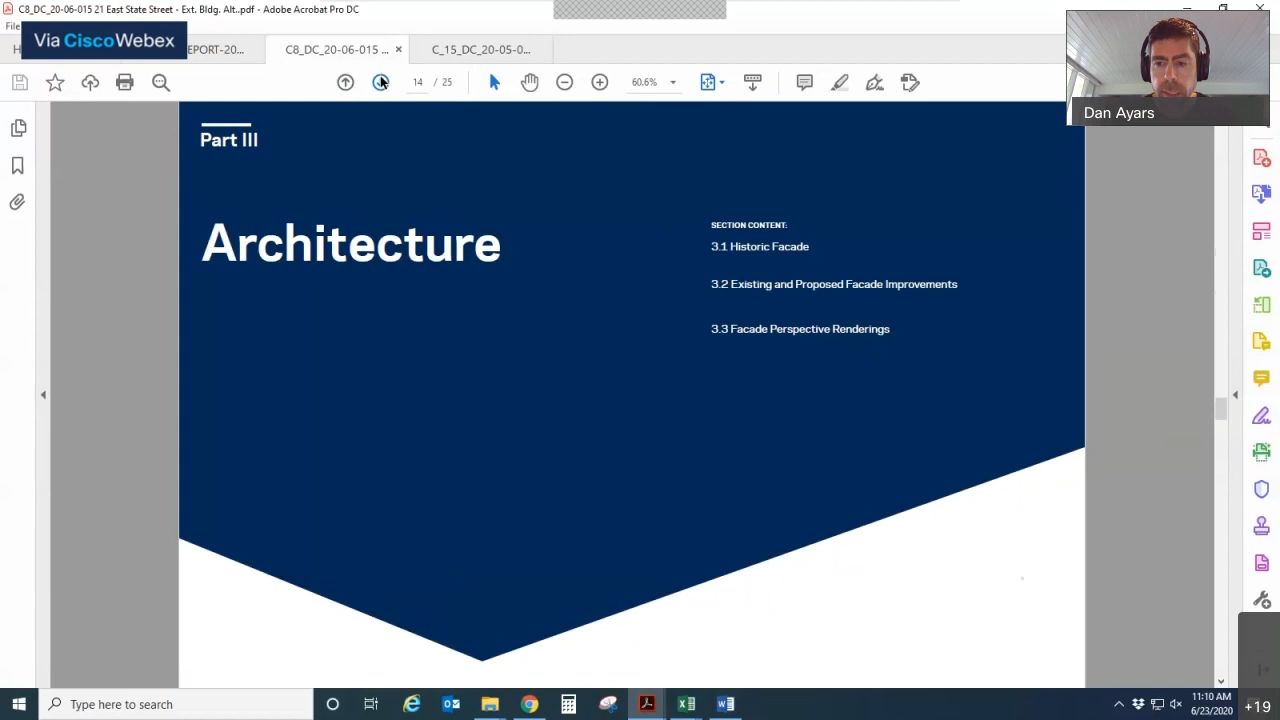 C8_DC_20-06-015 21 East State Street - Ext. Bldg. Alt..pdf - Adobe Acrobat Pro DC
Via CiscoWebex
EPORT-20...
C8_DC_20-06-015 ...
C_15_DC_20-05-0...
14 / 25
60.6%
Dan Ayars
Part III
Architecture
SECTION CONTENT:
3.1 Historic Facade
3.2 Existing and Proposed Facade Improvements
3.3 Facade Perspective Renderings
Type here to search
11:10 AM
6/23/2020
+19